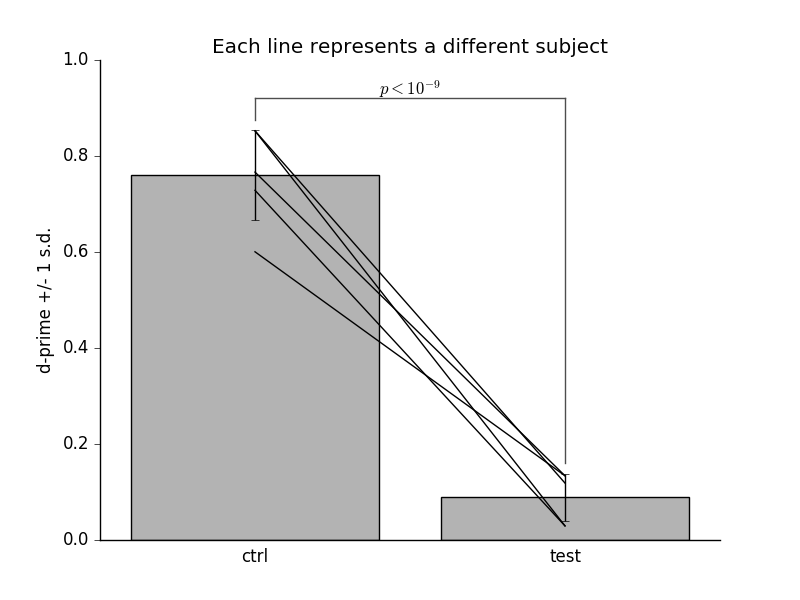 Each line represents a different subject
p < 10⁻⁹
d-prime +/- 1 s.d.
1.0
0.8
0.6
0.4
0.2
0.0
ctrl test